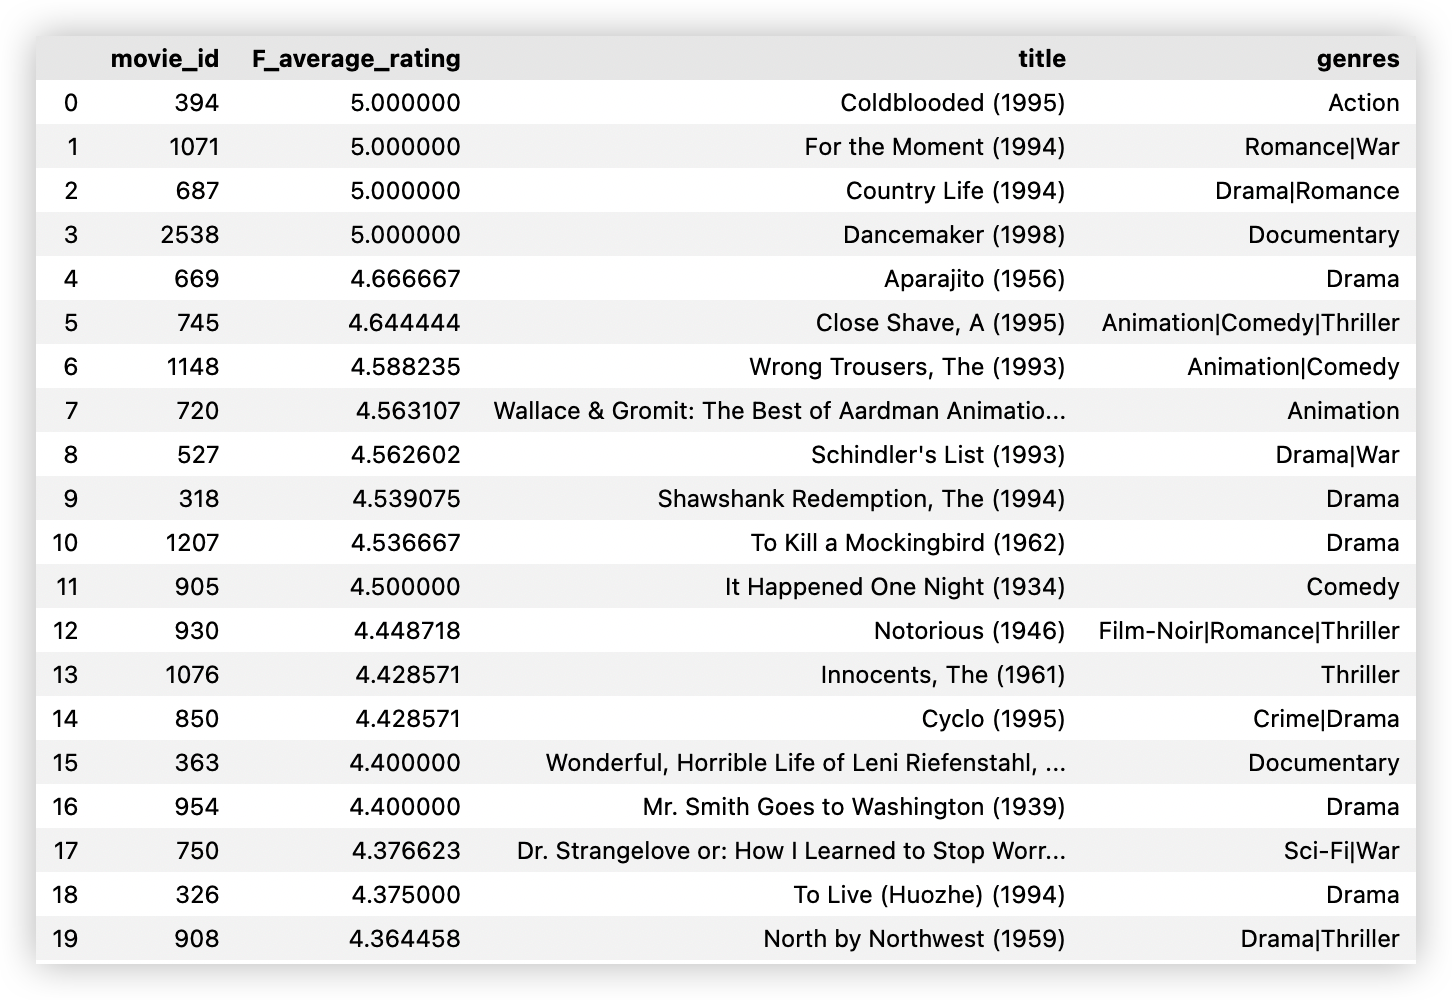 movie_id F_average_rating title genres
0 394 5.000000 Coldblooded (1995) Action
1 1071 5.000000 For the Moment (1994) Romance|War
2 687 5.000000 Country Life (1994) Drama|Romance
3 2538 5.000000 Dancemaker (1998) Documentary
4 669 4.666667 Aparajito (1956) Drama
5 745 4.644444 Close Shave, A (1995) Animation|Comedy|Thriller
6 1148 4.588235 Wrong Trousers, The (1993) Animation|Comedy
7 720 4.563107 Wallace & Gromit: The Best of Aardman Animatio... Animation
8 527 4.562602 Schindler's List (1993) Drama|War
9 318 4.539075 Shawshank Redemption, The (1994) Drama
10 1207 4.536667 To Kill a Mockingbird (1962) Drama
11 905 4.500000 It Happened One Night (1934) Comedy
12 930 4.448718 Notorious (1946) Film-Noir|Romance|Thriller
13 1076 4.428571 Innocents, The (1961) Thriller
14 850 4.428571 Cyclo (1995) Crime|Drama
15 363 4.400000 Wonderful, Horrible Life of Leni Riefenstahl, ... Documentary
16 954 4.400000 Mr. Smith Goes to Washington (1939) Drama
17 750 4.376623 Dr. Strangelove or: How I Learned to Stop Worr... Sci-Fi|War
18 326 4.375000 To Live (Huozhe) (1994) Drama
19 908 4.364458 North by Northwest (1959) Drama|Thriller